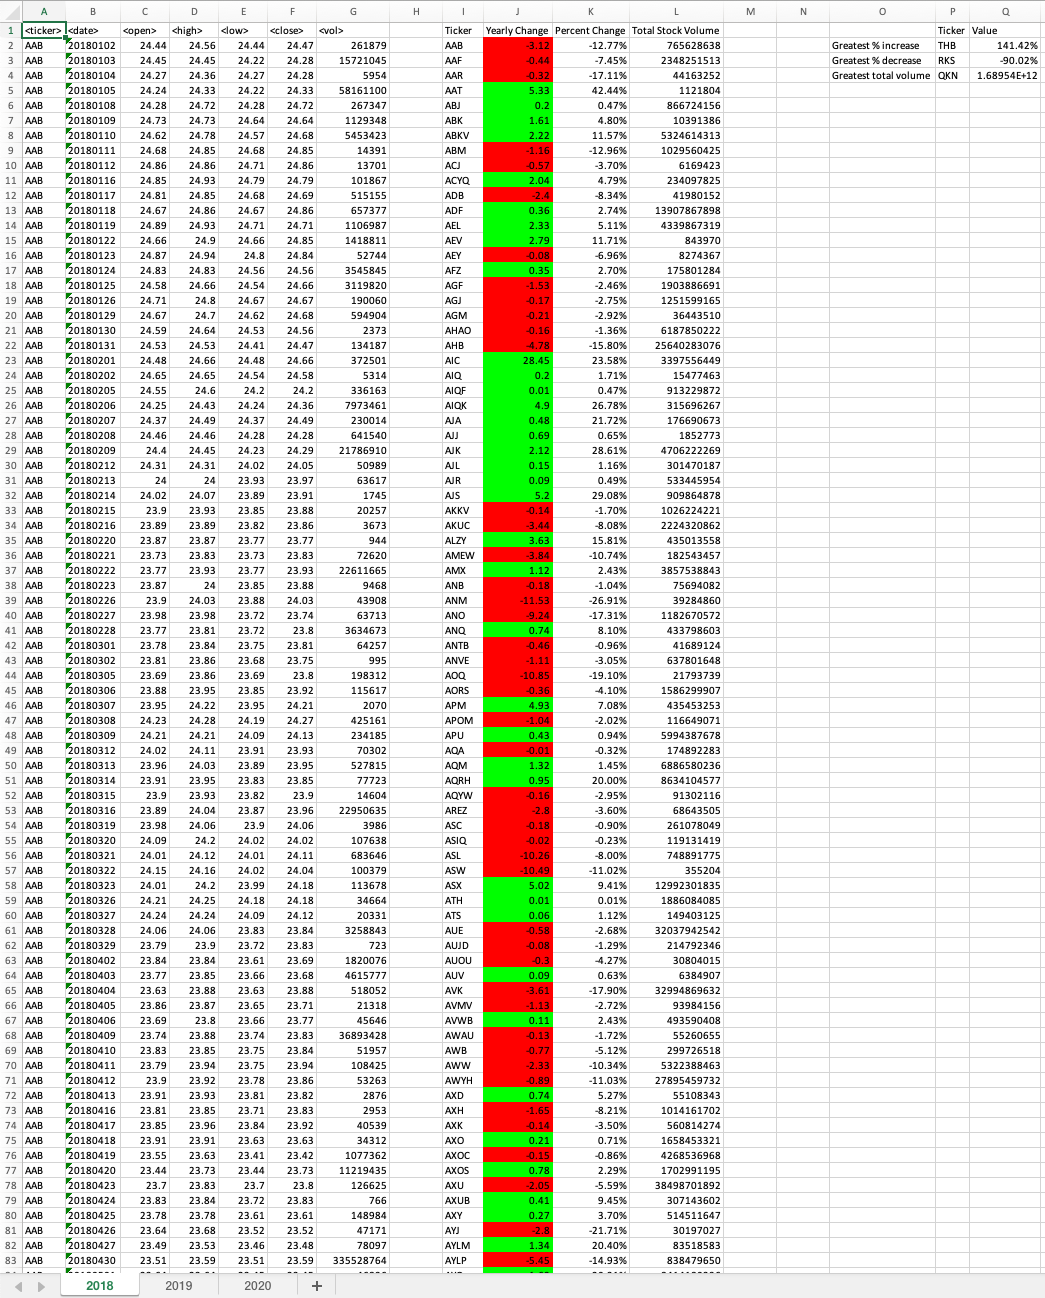 A B C D E F G H I J K L M N O P Q
1 <ticker> <date> <open> <high> <low> <close> <vol> Ticker Yearly Change Percent Change Total Stock Volume Ticker Value
2 AAB 20180102 24.44 24.56 24.44 24.47 261879 AAB -3.12 -12.77% 765628638 Greatest % increase THB 141.42%
3 AAB 20180103 24.45 24.45 24.22 24.28 15721045 AAF -0.44 -7.45% 2348251513 Greatest % decrease RKS -90.02%
4 AAB 20180104 24.27 24.36 24.27 24.28 5954 AAR -0.32 -17.11% 44163252 Greatest total volume QKN 1.68954E+12
5 AAB 20180105 24.24 24.33 24.22 24.33 58161100 AAT 5.33 42.44% 1121804
6 AAB 20180108 24.28 24.72 24.28 24.72 267347 ABJ 0.2 0.47% 866724156
7 AAB 20180109 24.73 24.73 24.64 24.64 1129348 ABK 1.61 4.80% 10391386
8 AAB 20180110 24.62 24.78 24.57 24.68 5453423 ABKV 2.22 11.57% 5324614313
9 AAB 20180111 24.68 24.85 24.68 24.85 14391 ABM -1.16 -12.96% 1029560425
10 AAB 20180112 24.86 24.86 24.71 24.86 13701 ACJ -0.57 -3.70% 6169423
11 AAB 20180116 24.85 24.93 24.79 24.79 101867 ACYQ 2.04 4.79% 234097825
12 AAB 20180117 24.81 24.85 24.68 24.69 515155 ADB -2.4 -8.34% 41980152
13 AAB 20180118 24.67 24.86 24.67 24.86 657377 ADF 0.36 2.74% 13907867898
14 AAB 20180119 24.89 24.93 24.71 24.71 1106987 AEL 2.33 5.11% 4339867319
15 AAB 20180122 24.66 24.9 24.66 24.85 1418811 AEV 2.79 11.71% 843970
16 AAB 20180123 24.87 24.94 24.8 24.84 52744 AEY -0.08 -6.96% 8274367
17 AAB 20180124 24.83 24.83 24.56 24.56 3545845 AFZ 0.35 2.70% 175801284
18 AAB 20180125 24.58 24.66 24.54 24.66 3119820 AGF -1.53 -2.46% 1903886691
19 AAB 20180126 24.71 24.8 24.67 24.67 190060 AGJ -0.17 -2.75% 1251599165
20 AAB 20180129 24.67 24.7 24.62 24.68 594904 AGM -0.21 -2.92% 36443510
21 AAB 20180130 24.59 24.64 24.53 24.56 2373 AHAO -0.16 -1.36% 6187850222
22 AAB 20180131 24.53 24.53 24.41 24.47 134187 AHB -4.78 -15.80% 25640283076
23 AAB 20180201 24.48 24.66 24.48 24.66 372501 AIC 28.45 23.58% 3397556449
24 AAB 20180202 24.65 24.65 24.54 24.58 5314 AIQ 0.2 1.71% 15477463
25 AAB 20180205 24.55 24.6 24.2 24.2 336163 AIQF 0.01 0.47% 913229872
26 AAB 20180206 24.25 24.43 24.24 24.36 7973461 AIQK 4.9 26.78% 315696267
27 AAB 20180207 24.37 24.49 24.37 24.49 230014 AJA 0.48 21.72% 176690673
28 AAB 20180208 24.46 24.46 24.28 24.28 641540 AJJ 0.69 0.65% 1852773
29 AAB 20180209 24.4 24.45 24.23 24.29 21786910 AJK 2.12 28.61% 4706222269
30 AAB 20180212 24.31 24.31 24.02 24.05 50989 AJL 0.15 1.16% 301470187
31 AAB 20180213 24 24 23.93 23.97 63617 AJR 0.09 0.49% 533445954
32 AAB 20180214 24.02 24.07 23.89 23.91 1745 AJS 5.2 29.08% 909864878
33 AAB 20180215 23.9 23.93 23.85 23.88 20257 AKKV -0.14 -1.70% 1026224221
34 AAB 20180216 23.89 23.89 23.82 23.86 3673 AKUC -3.44 -8.08% 2224320862
35 AAB 20180220 23.87 23.87 23.77 23.77 944 ALZY 3.63 15.81% 435013558
36 AAB 20180221 23.73 23.83 23.73 23.83 72620 AMEW -3.84 -10.74% 182543457
37 AAB 20180222 23.77 23.93 23.77 23.93 22611665 AMX 1.12 2.43% 3857538843
38 AAB 20180223 23.87 24 23.85 23.88 9468 ANB -0.18 -1.04% 75694082
39 AAB 20180226 23.9 24.03 23.88 24.03 43908 ANM -11.53 -26.91% 39284860
40 AAB 20180227 23.98 23.98 23.72 23.74 63713 ANO -9.24 -17.31% 1182670572
41 AAB 20180228 23.77 23.81 23.72 23.8 3634673 ANQ 0.74 8.10% 433798603
42 AAB 20180301 23.78 23.84 23.75 23.81 64257 ANTB -0.46 -0.96% 41689124
43 AAB 20180302 23.81 23.86 23.68 23.75 995 ANVE -1.11 -3.05% 637801648
44 AAB 20180305 23.69 23.86 23.69 23.8 198312 AOQ -10.85 -19.10% 21793739
45 AAB 20180306 23.88 23.95 23.85 23.92 115617 AORS -0.36 -4.10% 1586299907
46 AAB 20180307 23.95 24.22 23.95 24.21 2070 APM 4.93 7.08% 435453253
47 AAB 20180308 24.23 24.28 24.19 24.27 425161 APOM -1.04 -2.02% 116649071
48 AAB 20180309 24.21 24.21 24.09 24.13 234185 APU 0.43 0.94% 5994387678
49 AAB 20180312 24.02 24.11 23.91 23.93 70302 AQA -0.01 -0.32% 174892283
50 AAB 20180313 23.96 24.03 23.89 23.95 527815 AQM 1.32 1.45% 6886580236
51 AAB 20180314 23.91 23.95 23.83 23.85 77723 AQRH 0.95 20.00% 8634104577
52 AAB 20180315 23.9 23.93 23.82 23.9 14604 AQYW -0.16 -2.95% 91302116
53 AAB 20180316 23.89 24.04 23.87 23.96 22950635 AREZ -2.8 -3.60% 68643505
54 AAB 20180319 23.98 24.06 23.9 24.06 3986 ASC -0.18 -0.90% 261078049
55 AAB 20180320 24.09 24.2 24.02 24.02 107638 ASIQ -0.02 -0.23% 119131419
56 AAB 20180321 24.01 24.12 24.01 24.11 683646 ASL -10.26 -8.00% 748891775
57 AAB 20180322 24.15 24.16 24.02 24.04 100379 ASW -10.49 -11.02% 355204
58 AAB 20180323 24.01 24.2 23.99 24.18 113678 ASX 5.02 9.41% 12992301835
59 AAB 20180326 24.21 24.25 24.18 24.18 34664 ATH 0.01 0.01% 1886084085
60 AAB 20180327 24.24 24.24 24.09 24.12 20331 ATS 0.06 1.12% 149403125
61 AAB 20180328 24.06 24.06 23.83 23.84 3258843 AUE -0.58 -2.68% 32037942542
62 AAB 20180329 23.79 23.9 23.72 23.83 723 AUJD -0.08 -1.29% 214792346
63 AAB 20180402 23.84 23.84 23.61 23.69 1820076 AUOU -0.3 -4.27% 30804015
64 AAB 20180403 23.77 23.85 23.66 23.68 4615777 AUV 0.09 0.63% 6384907
65 AAB 20180404 23.63 23.88 23.63 23.88 518052 AVK -3.61 -17.90% 32994869632
66 AAB 20180405 23.86 23.87 23.65 23.71 21318 AVMV -1.13 -2.72% 93984156
67 AAB 20180406 23.69 23.8 23.66 23.77 45646 AVWB 0.11 2.43% 493590408
68 AAB 20180409 23.74 23.88 23.74 23.83 36893428 AWAU -0.13 -1.72% 55260655
69 AAB 20180410 23.83 23.85 23.75 23.84 51957 AWB -0.77 -5.12% 299726518
70 AAB 20180411 23.79 23.94 23.75 23.94 108425 AWW -2.33 -10.34% 5322388463
71 AAB 20180412 23.9 23.92 23.78 23.86 53263 AWYH -0.89 -11.03% 27895459732
72 AAB 20180413 23.91 23.93 23.81 23.82 2876 AXD 0.74 5.27% 55108343
73 AAB 20180416 23.81 23.85 23.71 23.83 2953 AXH -1.65 -8.21% 1014161702
74 AAB 20180417 23.85 23.96 23.84 23.92 40539 AXK -0.14 -3.50% 560814274
75 AAB 20180418 23.91 23.91 23.63 23.63 34312 AXO 0.21 0.71% 1658453321
76 AAB 20180419 23.55 23.63 23.41 23.42 1077362 AXOC -0.15 -0.86% 4268536968
77 AAB 20180420 23.44 23.73 23.44 23.73 11219435 AXOS 0.78 2.29% 1702991195
78 AAB 20180423 23.7 23.83 23.7 23.8 126625 AXU -2.05 -5.59% 38498701892
79 AAB 20180424 23.83 23.84 23.72 23.83 766 AXUB 0.41 9.45% 307143602
80 AAB 20180425 23.78 23.78 23.61 23.61 148984 AXY 0.27 3.70% 514511647
81 AAB 20180426 23.64 23.68 23.52 23.52 47171 AYJ -2.8 -21.71% 30197027
82 AAB 20180427 23.49 23.53 23.46 23.48 78097 AYLM 1.34 20.40% 83518583
83 AAB 20180430 23.51 23.59 23.51 23.59 335528764 AYLP -5.45 -14.93% 838479650
2018 2019 2020 +